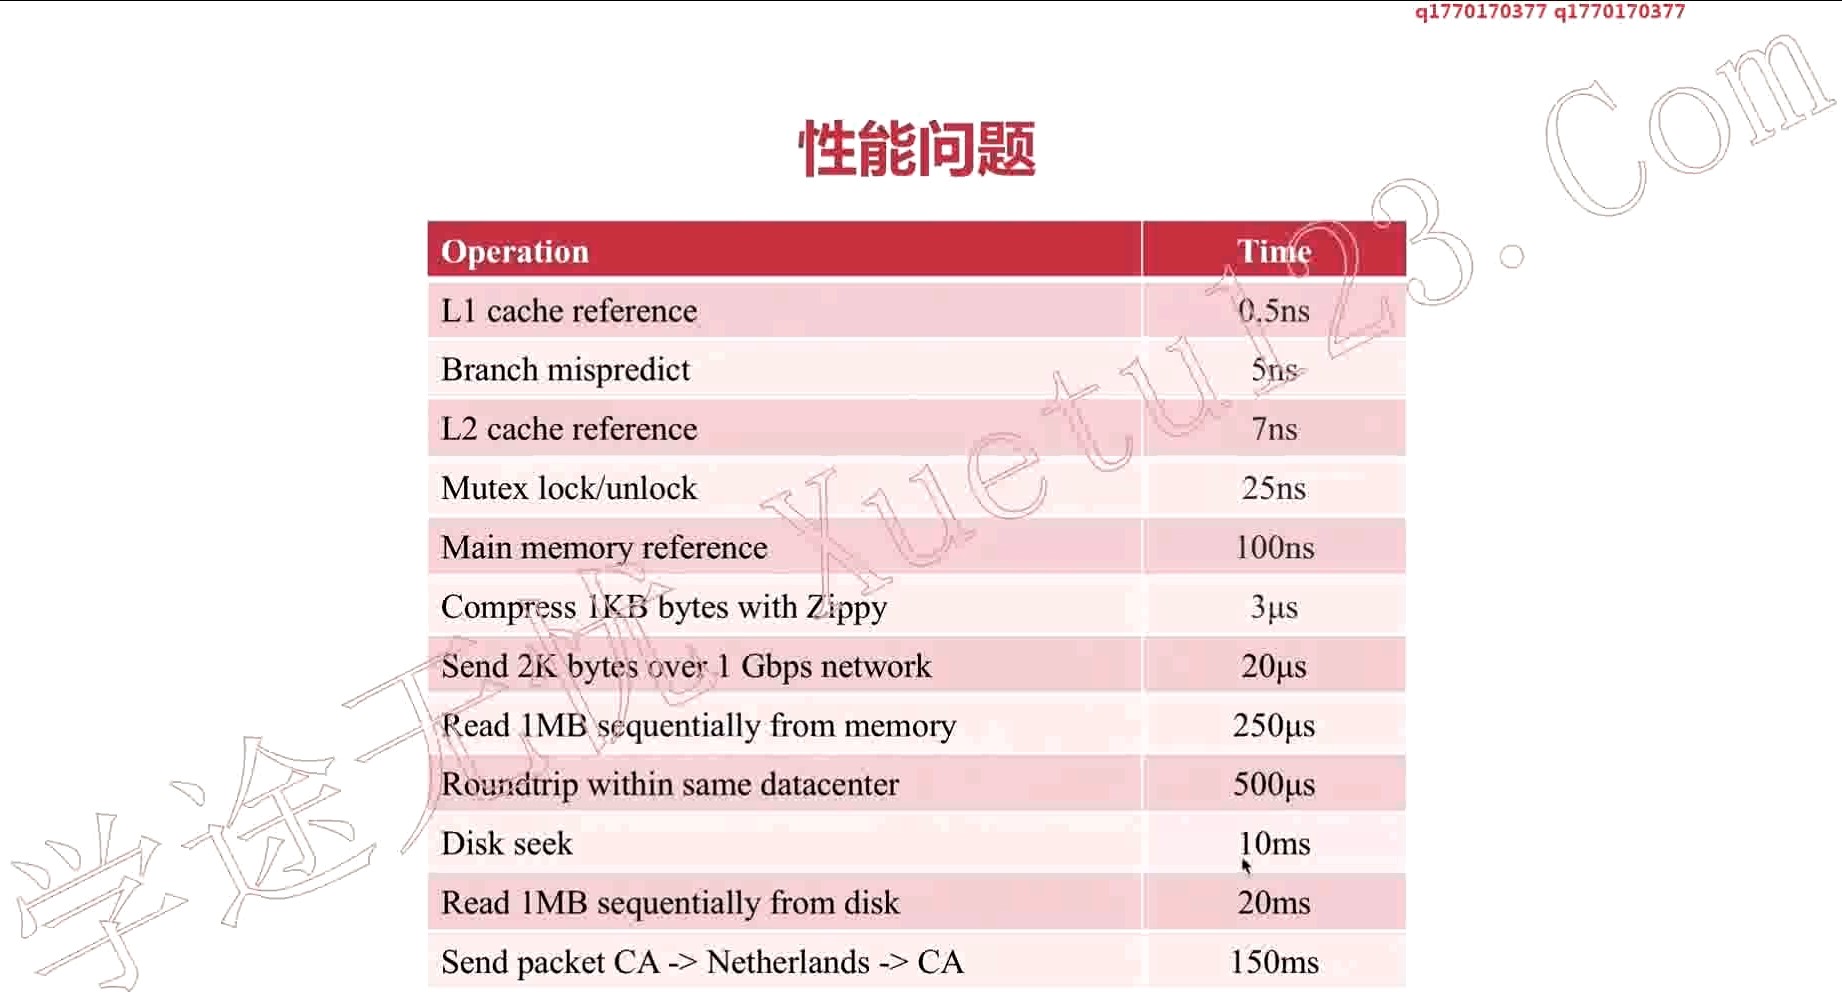 q1770170377 q1770170377
性能问题
Operation Time
L1 cache reference 0.5ns
Branch mispredict 5ns
L2 cache reference 7ns
Mutex lock/unlock 25ns
Main memory reference 100ns
Compress 1KB bytes with Zippy 3μs
Send 2K bytes over 1 Gbps network 20μs
Read 1MB sequentially from memory 250μs
Roundtrip within same datacenter 500μs
Disk seek 10ms
Read 1MB sequentially from disk 20ms
Send packet CA -> Netherlands -> CA 150ms
学途无忧 Xuetu123.Com